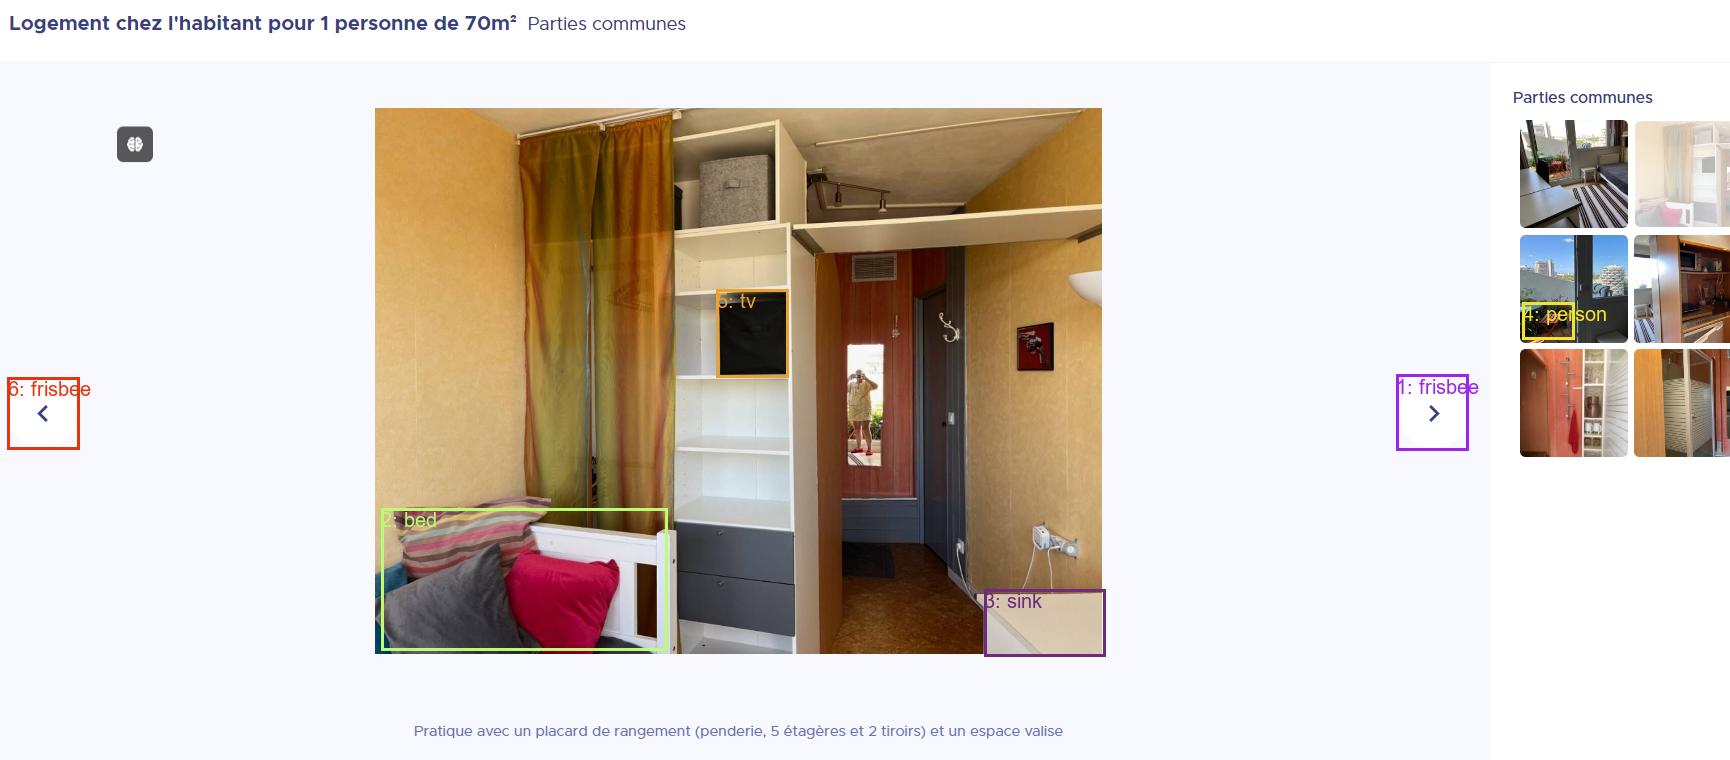 Logement chez l'habitant pour 1 personne de 70m² Parties communes
Parties communes
5: tv
4: person
6: frisbee
1: frisbee
2: bed
3: sink
Pratique avec un placard de rangement (penderie, 5 étagères et 2 tiroirs) et un espace valise